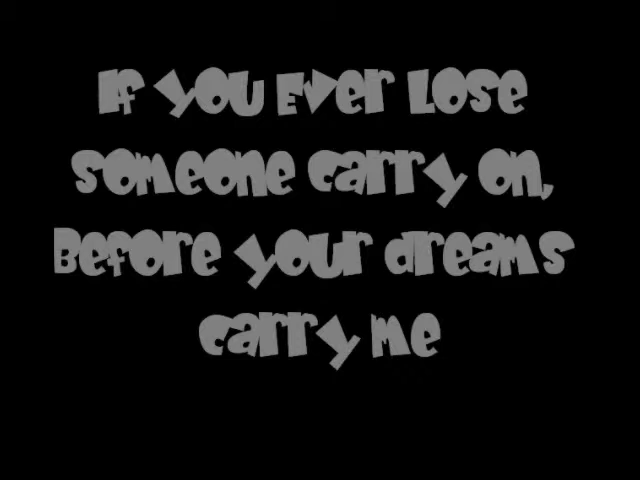 If you Ever Lose
someone carry on,
Before your dreams
carry me